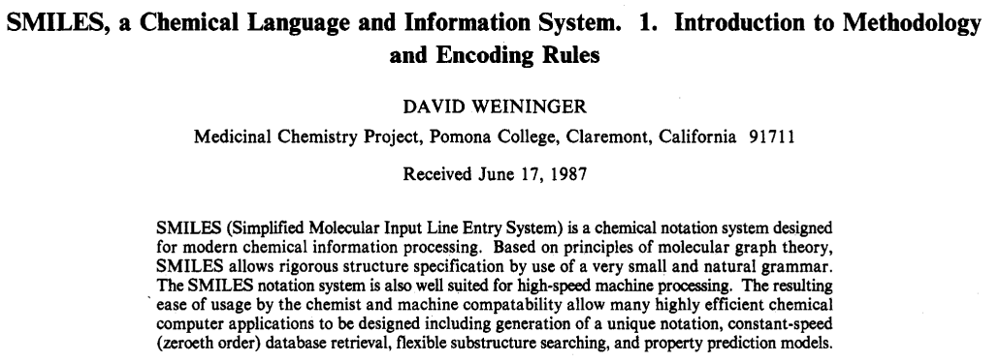 SMILES, a Chemical Language and Information System. 1. Introduction to Methodology
and Encoding Rules
DAVID WEININGER
Medicinal Chemistry Project, Pomona College, Claremont, California 91711
Received June 17, 1987
SMILES (Simplified Molecular Input Line Entry System) is a chemical notation system designed
for modern chemical information processing. Based on principles of molecular graph theory,
SMILES allows rigorous structure specification by use of a very small and natural grammar.
The SMILES notation system is also well suited for high-speed machine processing. The resulting
ease of usage by the chemist and machine compatability allow many highly efficient chemical
computer applications to be designed including generation of a unique notation, constant-speed
(zeroeth order) database retrieval, flexible substructure searching, and property prediction models.